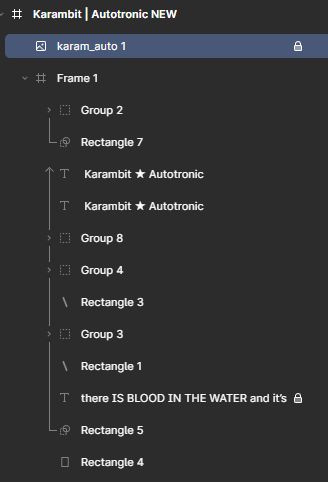 Karambit | Autotronic NEW
karam_auto 1
Frame 1
Group 2
Rectangle 7
Karambit ★ Autotronic
Karambit ★ Autotronic
Group 8
Group 4
Rectangle 3
Group 3
Rectangle 1
there IS BLOOD IN THE WATER and it's
Rectangle 5
Rectangle 4